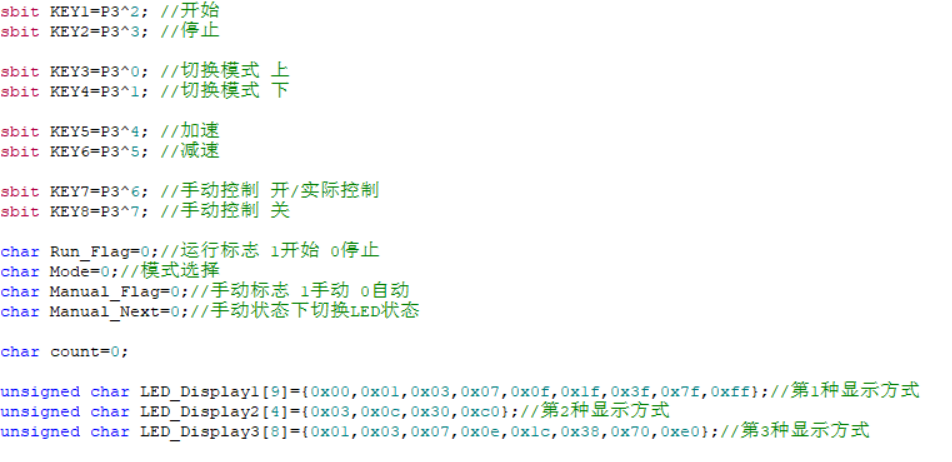 sbit KEY1=P3^2; //开始
sbit KEY2=P3^3; //停止
sbit KEY3=P3^0; //切换模式 上
sbit KEY4=P3^1; //切换模式 下
sbit KEY5=P3^4; //加速
sbit KEY6=P3^5; //减速
sbit KEY7=P3^6; //手动控制 开/实际控制
sbit KEY8=P3^7; //手动控制 关
char Run_Flag=0;//运行标志 1开始 0停止
char Mode=0;//模式选择
char Manual_Flag=0;//手动标志 1手动 0自动
char Manual_Next=0;//手动状态下切换LED状态
char count=0;
unsigned char LED_Display1[9]={0x00,0x01,0x03,0x07,0x0f,0x1f,0x3f,0x7f,0xff};//第1种显示方式
unsigned char LED_Display2[4]={0x03,0x0c,0x30,0xc0};//第2种显示方式
unsigned char LED_Display3[8]={0x01,0x03,0x07,0x0e,0x1c,0x38,0x70,0xe0};//第3种显示方式